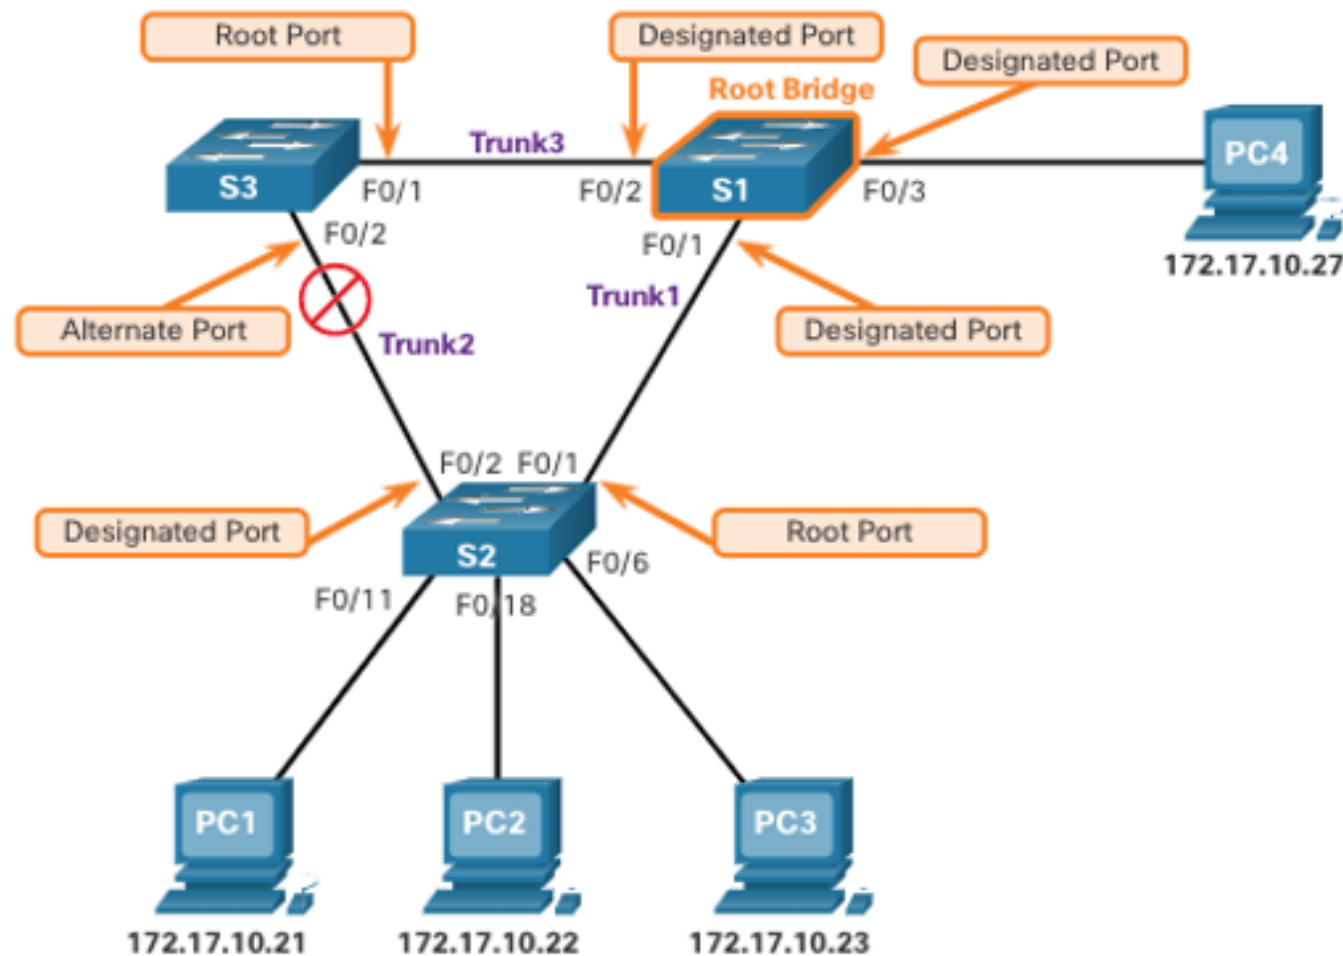 Root Port
Designated Port
Designated Port
Root Bridge
Trunk3
S3
F0/1
F0/2
S1
F0/3
PC4
F0/2
F0/1
172.17.10.27
Trunk1
Alternate Port
Trunk2
Designated Port
F0/2 F0/1
Designated Port
Root Port
S2
F0/6
F0/11
F0/18
PC1
PC2
PC3
172.17.10.21
172.17.10.22
172.17.10.23